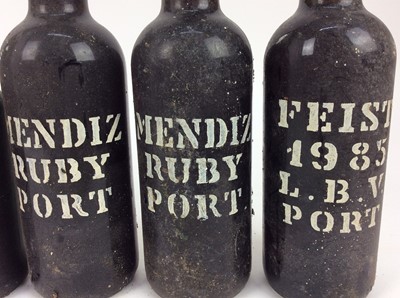 MENDIZ
RUBY
PORT
MENDIZ
RUBY
PORT.
FEIST
1985
L.B.V.
PORT